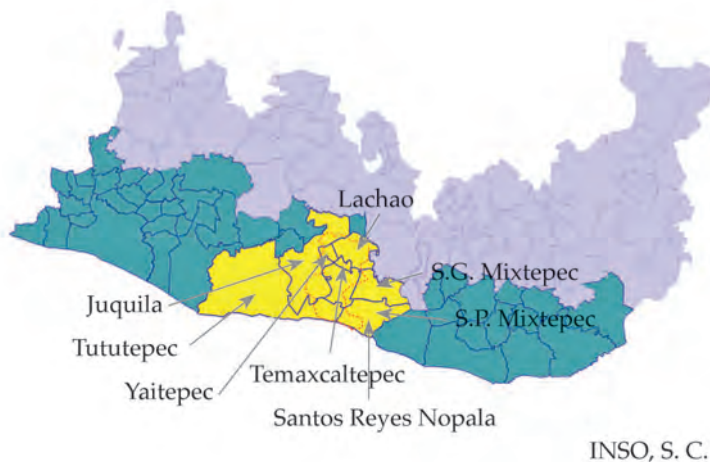 Lachao
S.G. Mixtepec
Juquila
S.P. Mixtepec
Tututepec
Temaxcaltepec
Yaitepec
Santos Reyes Nopala
INSO, S. C.